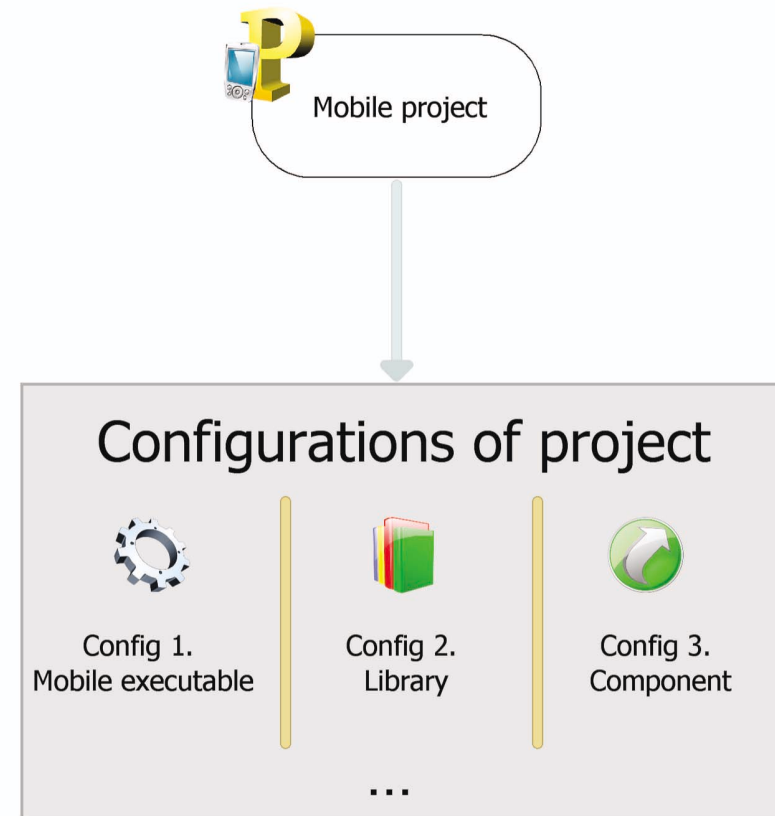 P
Mobile project
Configurations of project
Config 1.
Mobile executable
Config 2.
Library
Config 3.
Component
...